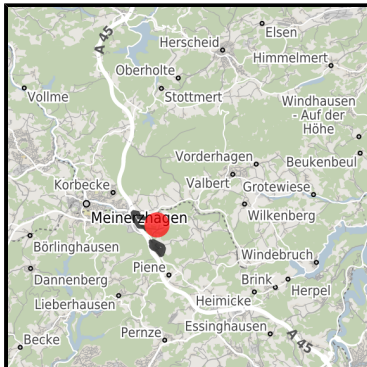 Elsen
A 45
Herscheid
Himmelmert
Oberholte
Vollme
Stottmert
Windhausen
- Auf der
Höhe
Vorderhagen
Beukenbeul
Valbert
Korbecke
Grotewiese
Meinerzhagen
Wilkenberg
Börlinghausen
Windebruch
Piene
Dannenberg
Brink
Herpel
Lieberhausen
Heimicke
Essinghausen
Pernze
A 45
Becke